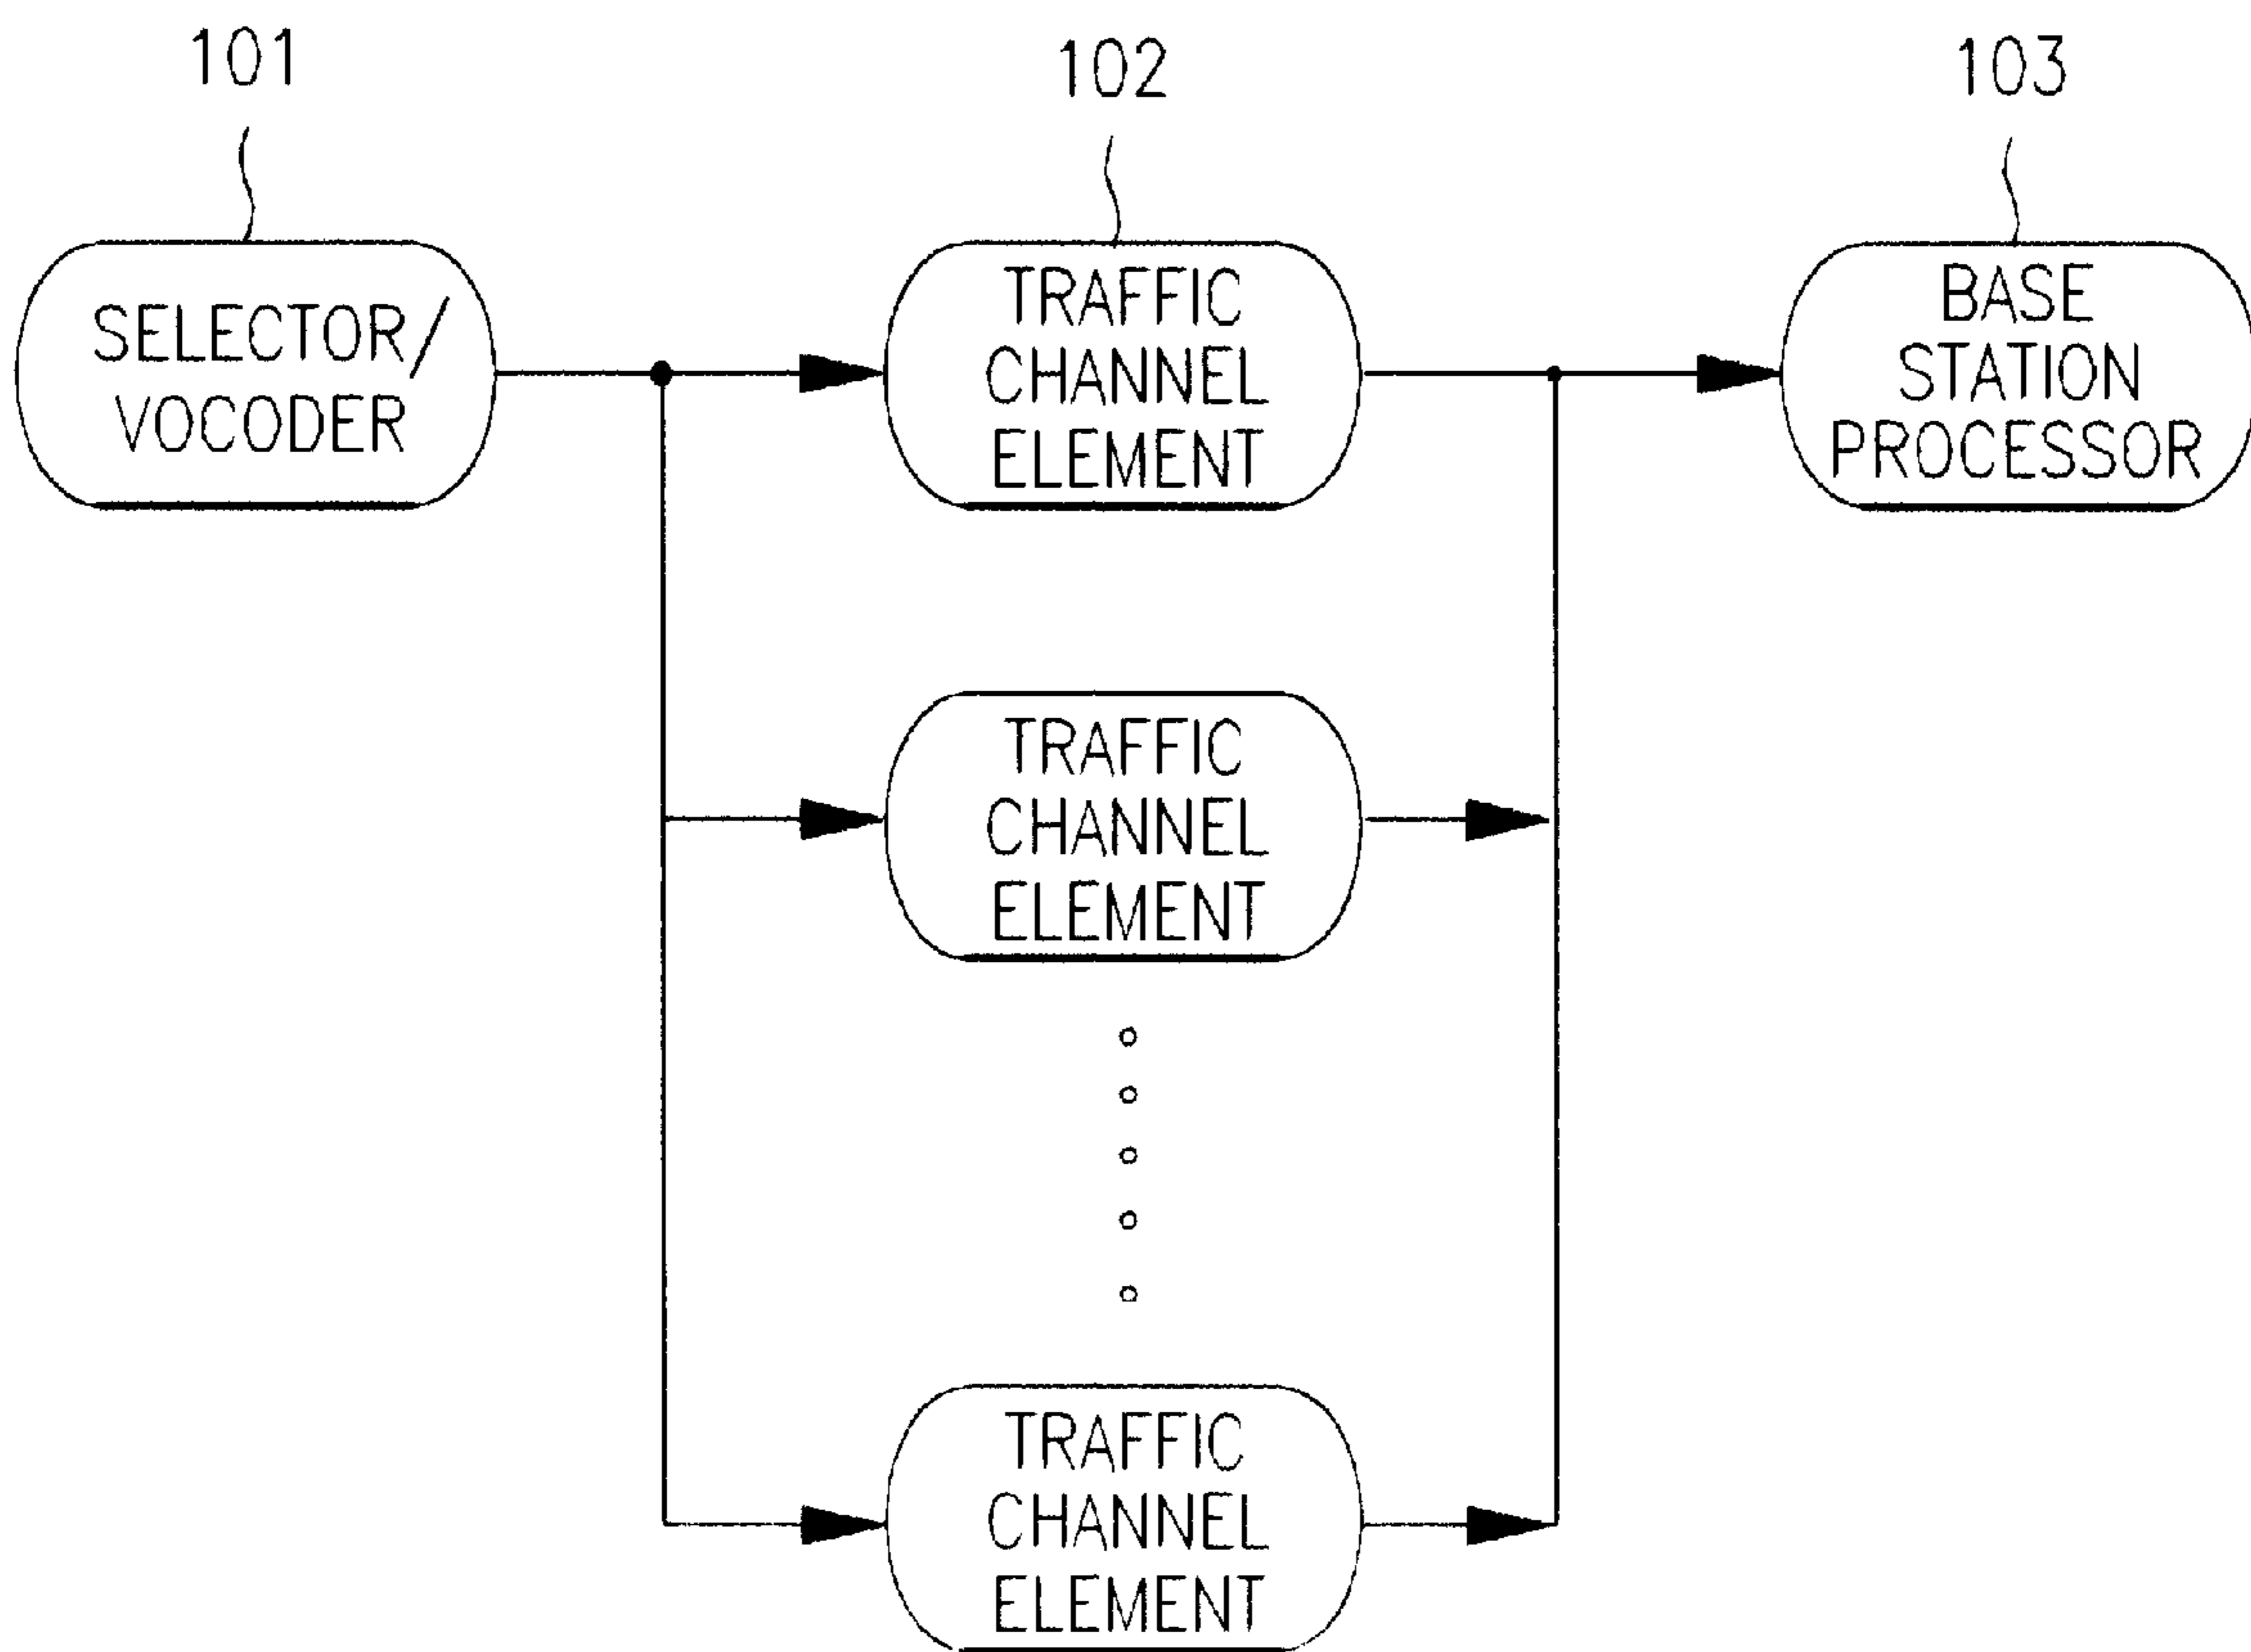 101
102
103
SELECTOR/
VOCODER
TRAFFIC
CHANNEL
ELEMENT
BASE
STATION
PROCESSOR
TRAFFIC
CHANNEL
ELEMENT
TRAFFIC
CHANNEL
ELEMENT